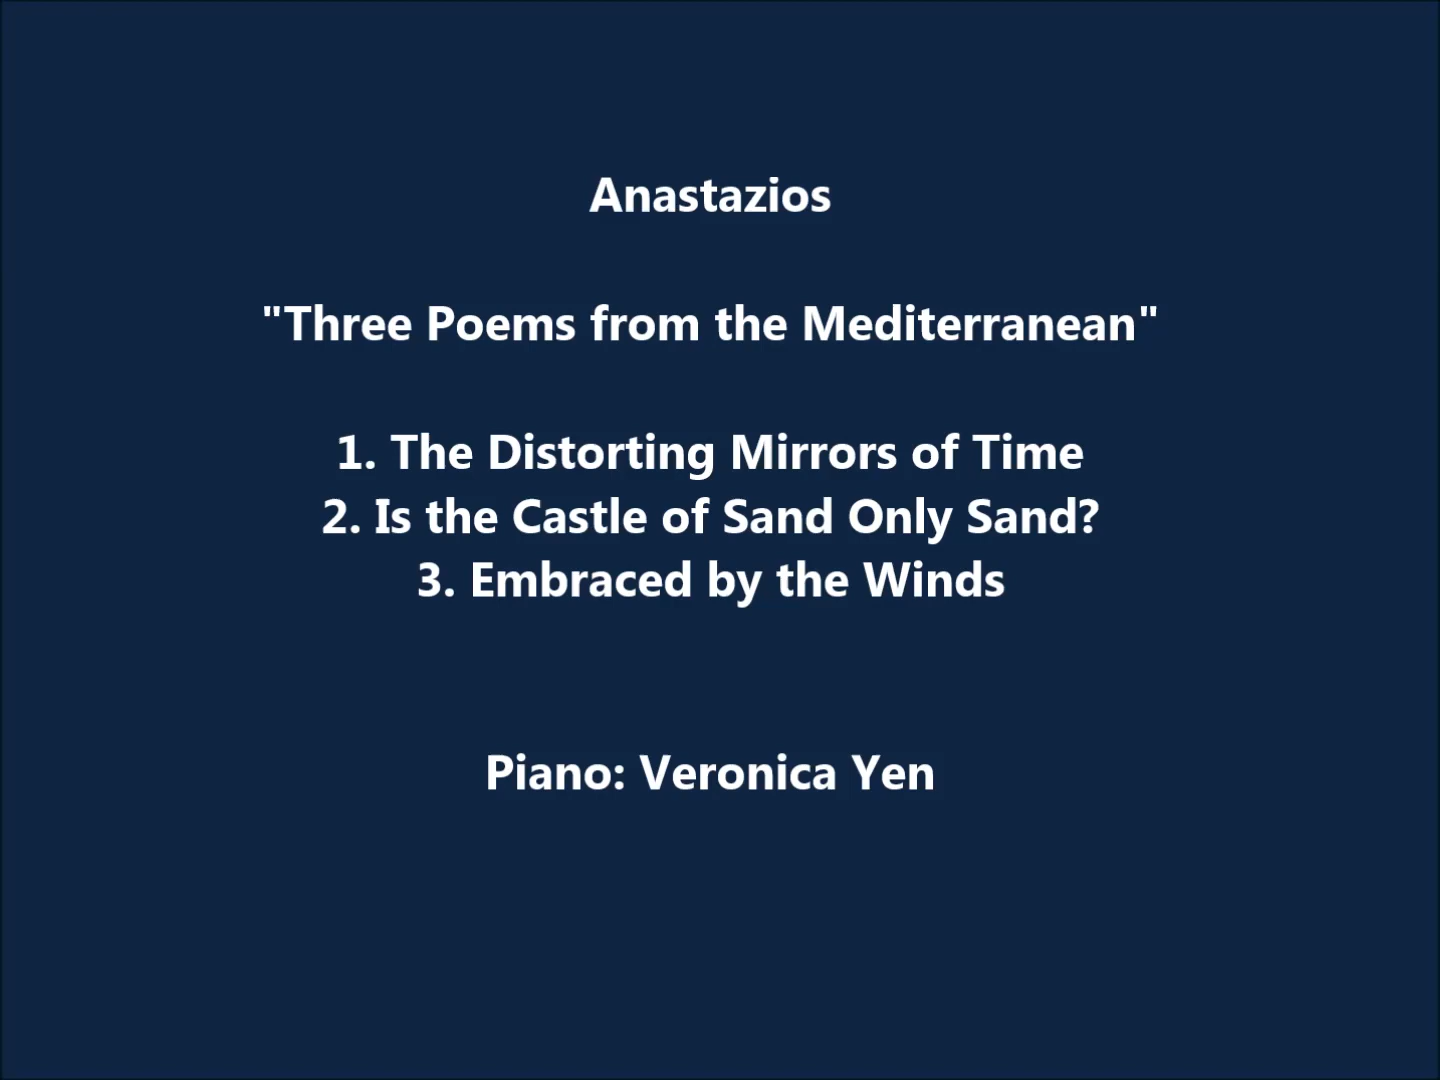 Anastazios
"Three Poems from the Mediterranean"
1. The Distorting Mirrors of Time
2. Is the Castle of Sand Only Sand?
3. Embraced by the Winds
Piano: Veronica Yen